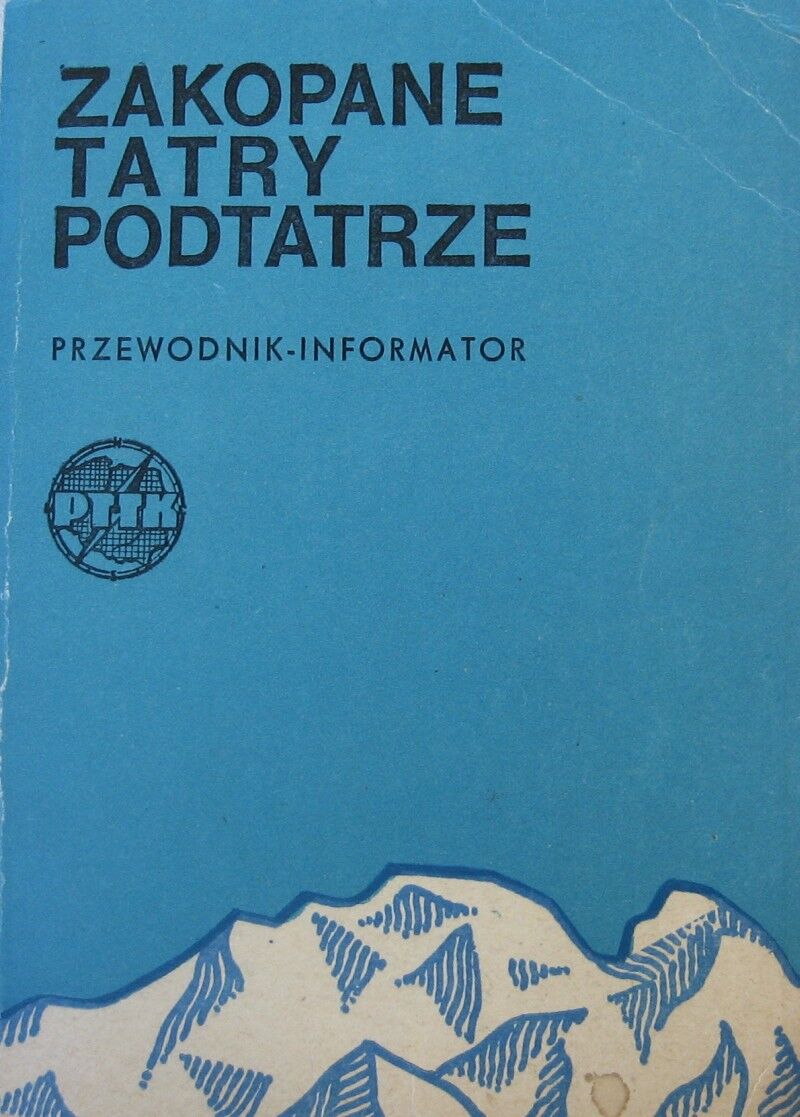 ZAKOPANE
TATRY
PODTATRZE
PRZEWODNIK-INFORMATOR
PTTK